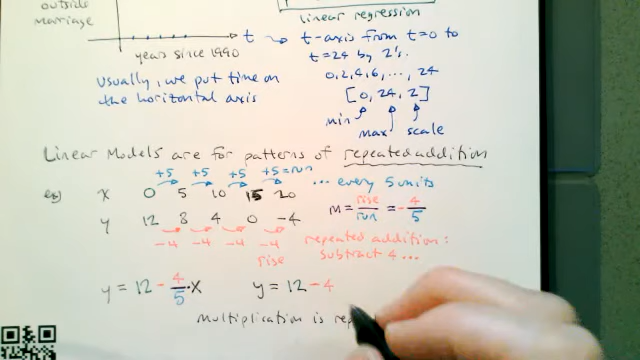 outside
marriage
linear regression
t
years since 1990
t-axis from t=0 to
t=24 by 2's.
Usually, we put time on
the horizontal axis
0,2,4,6,..., 24
[0, 24, 2]
min
max
scale
Linear Models are for patterns of repeated addition
+5 +5 +5 +5=run
ex) x 0 5 10 15 20 ... every 5 units
y 12 8 4 0 -4
m = rise/run = -4/5
-4 -4 -4 -4
rise
repeated addition:
subtract 4 ...
y = 12 - 4/5 · x y = 12 - 4
multiplication is rep